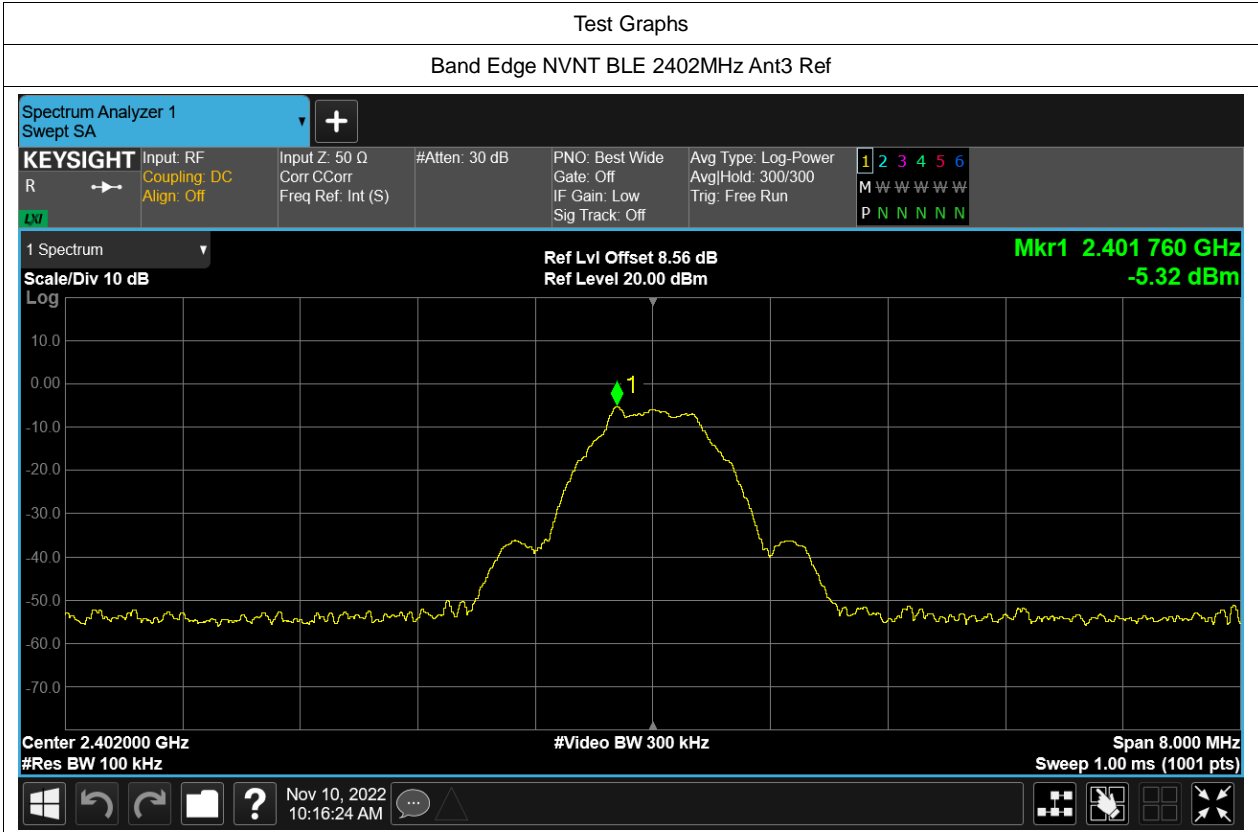 Test Graphs
Band Edge NVNT BLE 2402MHz Ant3 Ref
Spectrum Analyzer 1
Swept SA
KEYSIGHT
R
LXI
Input: RF
Coupling: DC
Align: Off
Input Z: 50 Ω
Corr CCorr
Freq Ref: Int (S)
#Atten: 30 dB
PNO: Best Wide
Gate: Off
IF Gain: Low
Sig Track: Off
Avg Type: Log-Power
Avg|Hold: 300/300
Trig: Free Run
1 2 3 4 5 6
M W W W W W
P N N N N N
1 Spectrum
Scale/Div 10 dB
Log
Ref Lvl Offset 8.56 dB
Ref Level 20.00 dBm
Mkr1 2.401 760 GHz
-5.32 dBm
10.0
0.00
-10.0
-20.0
-30.0
-40.0
-50.0
-60.0
-70.0
1
Center 2.402000 GHz
#Res BW 100 kHz
#Video BW 300 kHz
Span 8.000 MHz
Sweep 1.00 ms (1001 pts)
?
Nov 10, 2022
10:16:24 AM